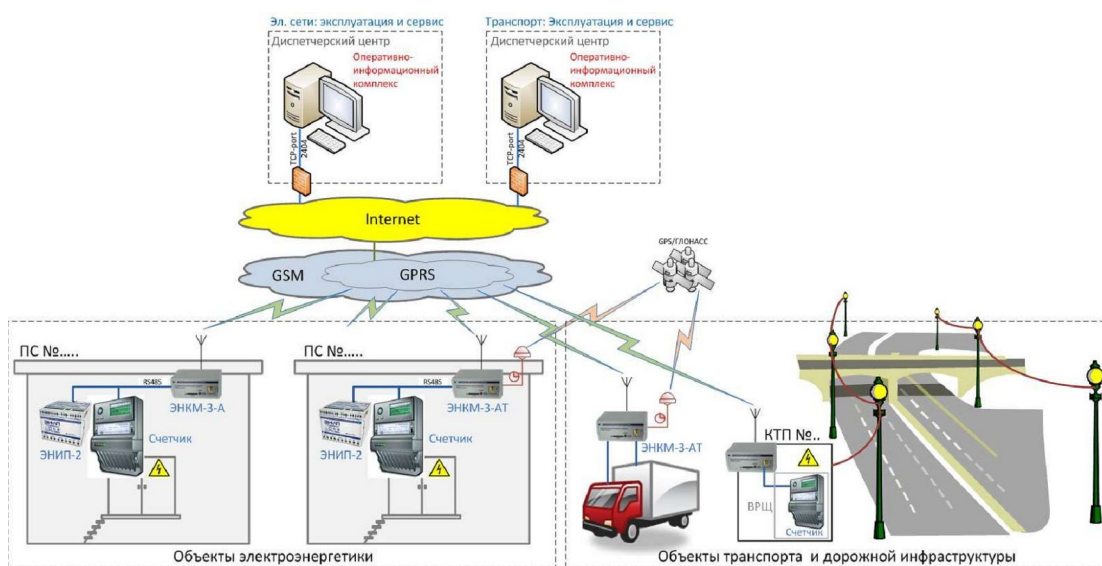 Эл. сети: эксплуатация и сервис
Диспетчерский центр
Оперативно-
информационный
комплекс
TCP-port
2404
Транспорт: Эксплуатация и сервис
Диспетчерский центр
Оперативно-
информационный
комплекс
TCP-port
2404
Internet
GSM
GPRS
GPS/ГЛОНАСС
ПС №.....
RS485
ЭНКМ-3-А
Счетчик
ЭНИП-2
ПС №.....
RS485
ЭНКМ-3-АТ
Счетчик
ЭНИП-2
ЭНКМ-3-АТ
КТП №..
ВРЩ
Счетчик
Объекты электроэнергетики
Объекты транспорта и дорожной инфраструктуры